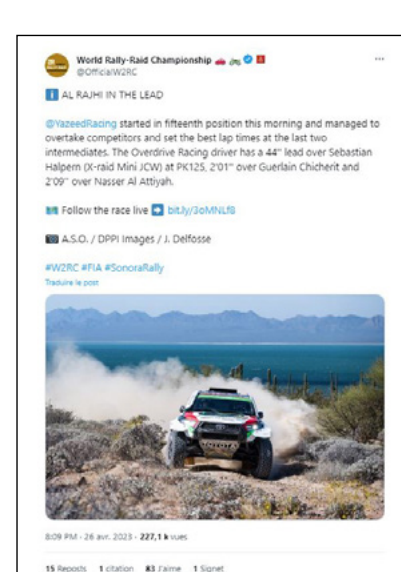 World Rally-Raid Championship
@OfficialW2RC
AL RAJHI IN THE LEAD
@YazeedRacing started in fifteenth position this morning and managed to
overtake competitors and set the best lap times at the last two
intermediates. The Overdrive Racing driver has a 44'' lead over Sebastian
Halpern (X-raid Mini JCW) at PK125, 2'01'' over Guerlain Chicherit and
2'09'' over Nasser Al Attiyah.
Follow the race live ➡ bit.ly/3oMNLf8
A.S.O. / DPPI Images / J. Delfosse
#W2RC #FIA #SonoraRally
Traduire le post
TOYOTA
8:09 PM · 26 avr. 2023 · 227,1 k vues
15 Reposts 1 citation 83 J'aime 1 Signet